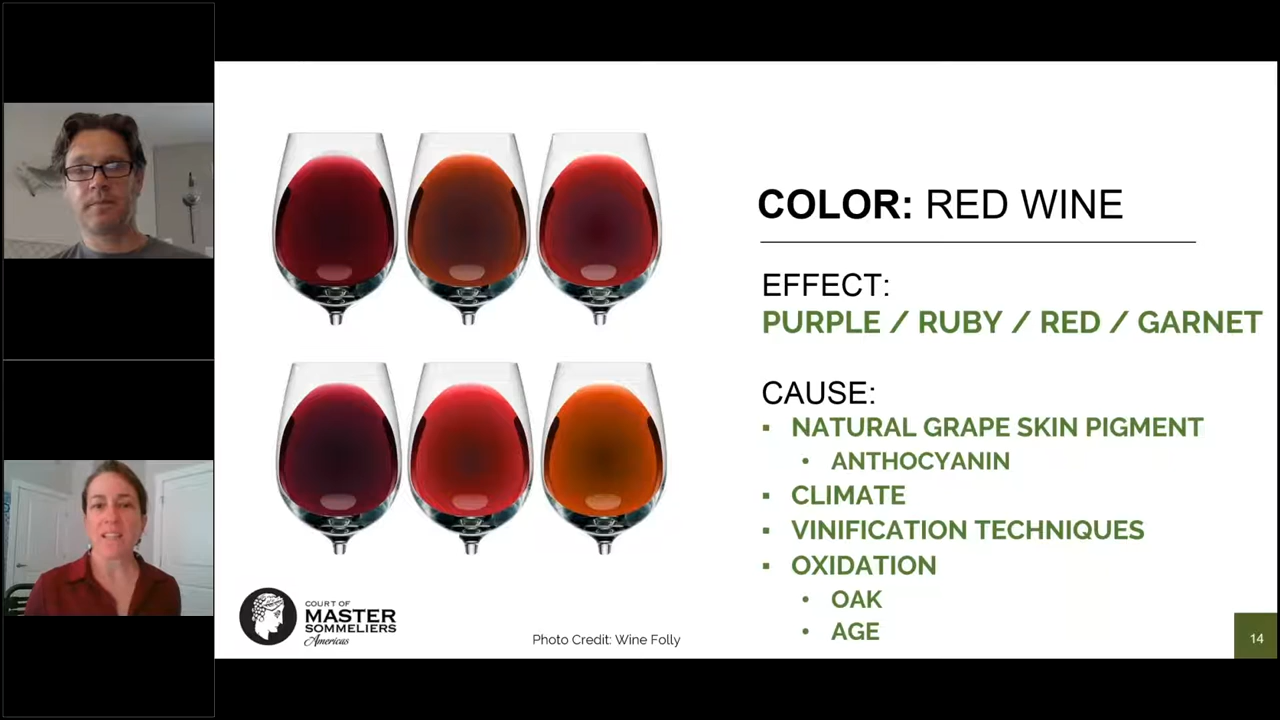 COLOR: RED WINE
EFFECT:
PURPLE / RUBY / RED / GARNET
CAUSE:
▪ NATURAL GRAPE SKIN PIGMENT
• ANTHOCYANIN
▪ CLIMATE
▪ VINIFICATION TECHNIQUES
▪ OXIDATION
• OAK
• AGE
COURT OF
MASTER
SOMMELIERS
Americas
Photo Credit: Wine Folly
14